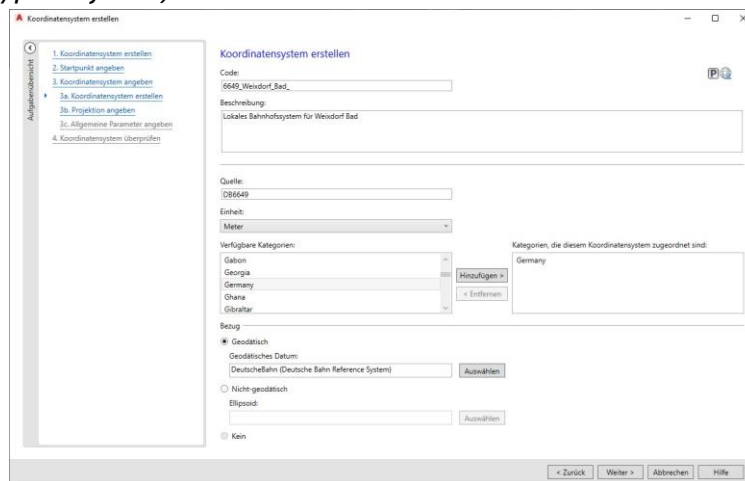 Koordinatensystem erstellen
Aufgabenübersicht
1. Koordinatensystem erstellen
2. Startpunkt angeben
3. Koordinatensystem angeben
3a. Koordinatensystem erstellen
3b. Projektion angeben
3c. Allgemeine Parameter angeben
4. Koordinatensystem überprüfen
Koordinatensystem erstellen
Code:
6649_Weixdorf_Bad_
Beschreibung:
Lokales Bahnhofssystem für Weixdorf Bad
Quelle:
DB6649
Einheit:
Meter
Verfügbare Kategorien:
Gabon
Georgia
Germany
Ghana
Gibraltar
Hinzufügen >
< Entfernen
Kategorien, die diesem Koordinatensystem zugeordnet sind:
Germany
Bezug
Geodätisch
Geodätisches Datum:
DeutscheBahn (Deutsche Bahn Reference System)
Auswählen
Nicht-geodätisch
Ellipsoid:
Auswählen
Kein
< Zurück
Weiter >
Abbrechen
Hilfe